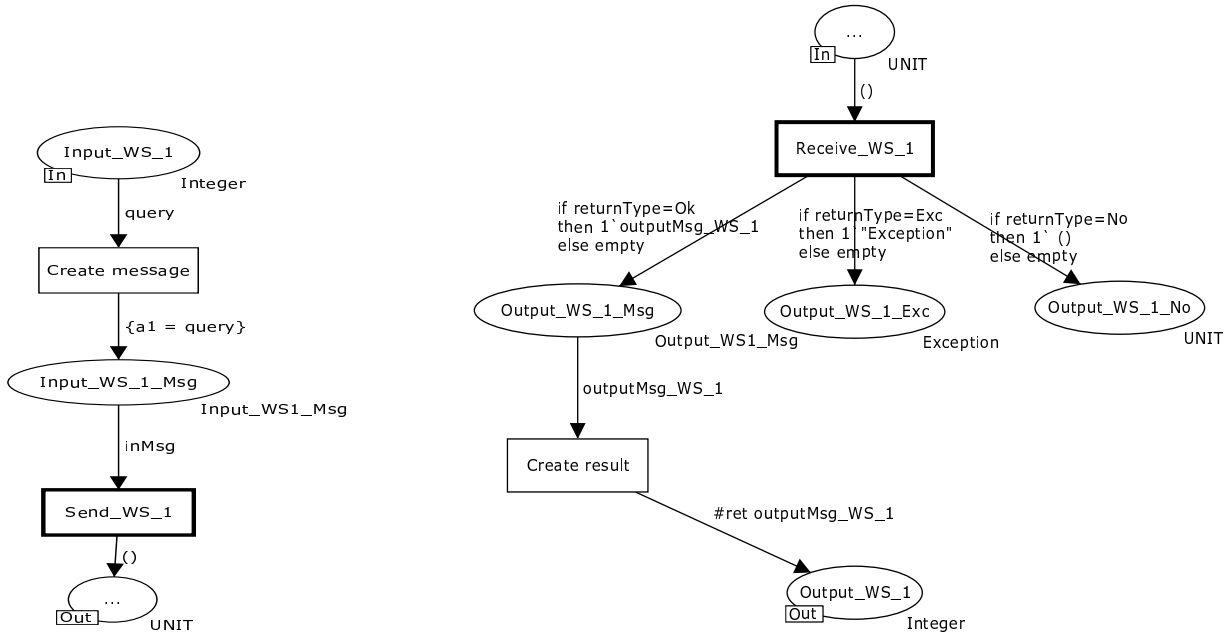 Input_WS_1
In
Integer
query
Create message
{a1 = query}
Input_WS_1_Msg
Input_WS1_Msg
inMsg
Send_WS_1
()
...
Out
UNIT
...
In
UNIT
()
Receive_WS_1
if returnType=Ok
then 1`outputMsg_WS_1
else empty
if returnType=Exc
then 1`"Exception"
else empty
if returnType=No
then 1` ()
else empty
Output_WS_1_Msg
Output_WS1_Msg
Output_WS_1_Exc
Exception
Output_WS_1_No
UNIT
outputMsg_WS_1
Create result
#ret outputMsg_WS_1
Output_WS_1
Out
Integer